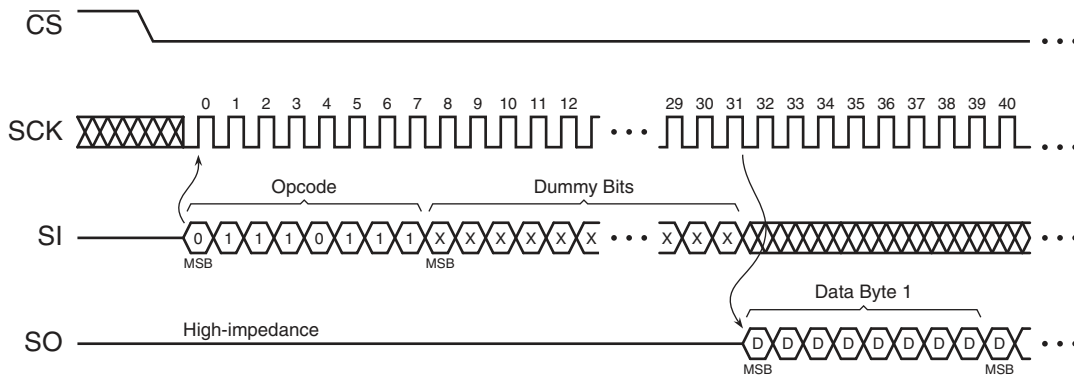 CS
0 1 2 3 4 5 6 7 8 9 10 11 12 29 30 31 32 33 34 35 36 37 38 39 40
SCK
Opcode Dummy Bits
SI 0 1 1 1 0 1 1 1 X X X X X X X X X
MSB MSB
Data Byte 1
High-impedance
SO D D D D D D D D D
MSB MSB